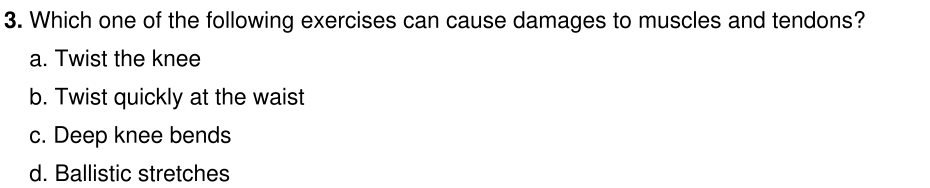 3. Which one of the following exercises can cause damages to muscles and tendons?
a. Twist the knee
b. Twist quickly at the waist
c. Deep knee bends
d. Ballistic stretches